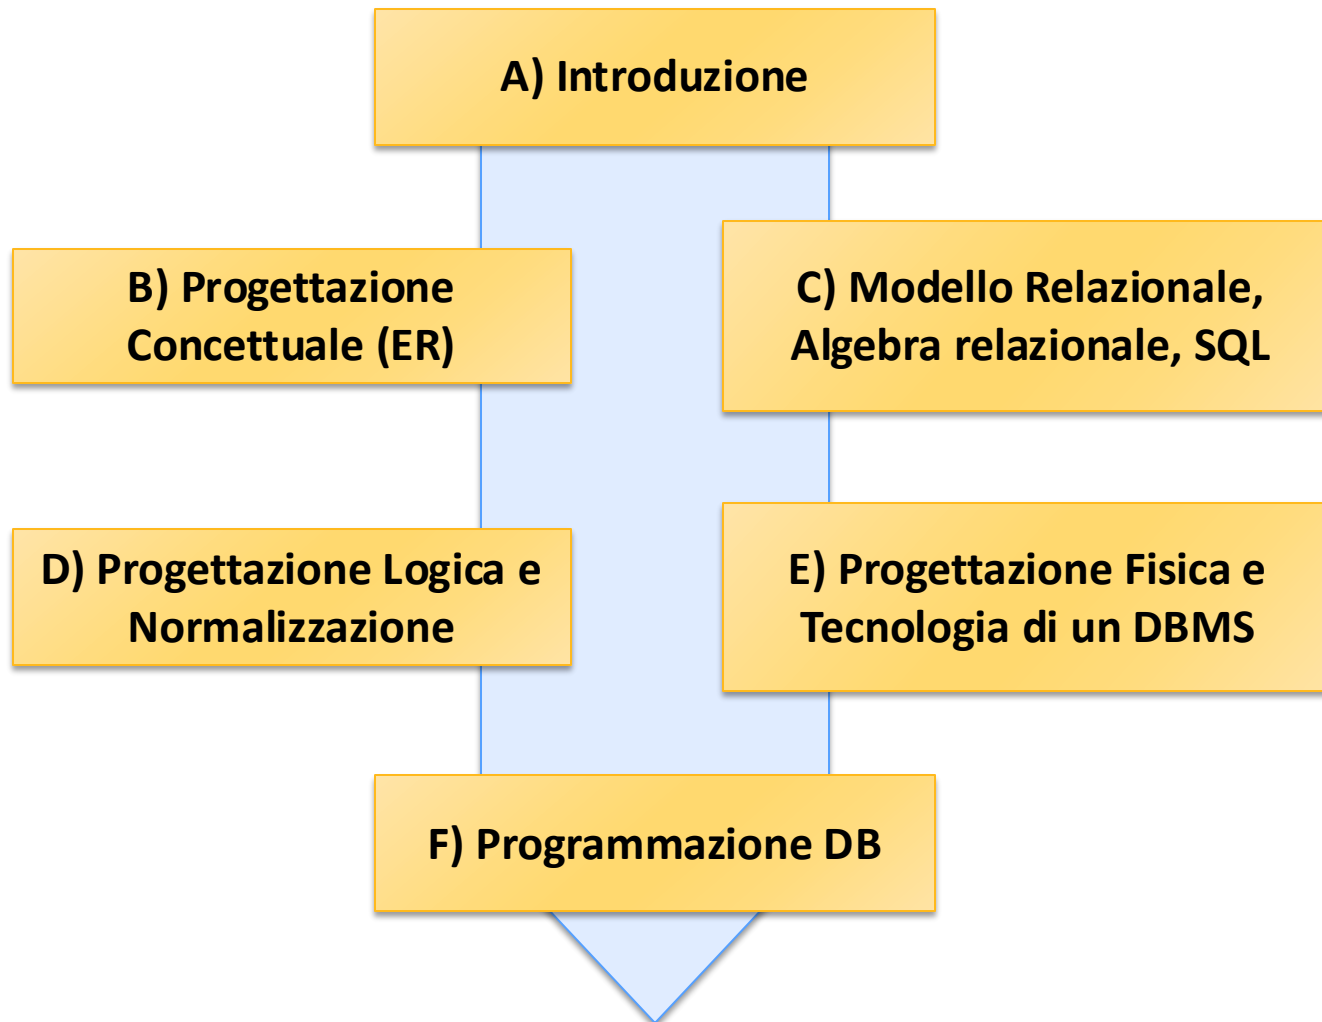 A) Introduzione
B) Progettazione
Concettuale (ER)
C) Modello Relazionale,
Algebra relazionale, SQL
D) Progettazione Logica e
Normalizzazione
E) Progettazione Fisica e
Tecnologia di un DBMS
F) Programmazione DB